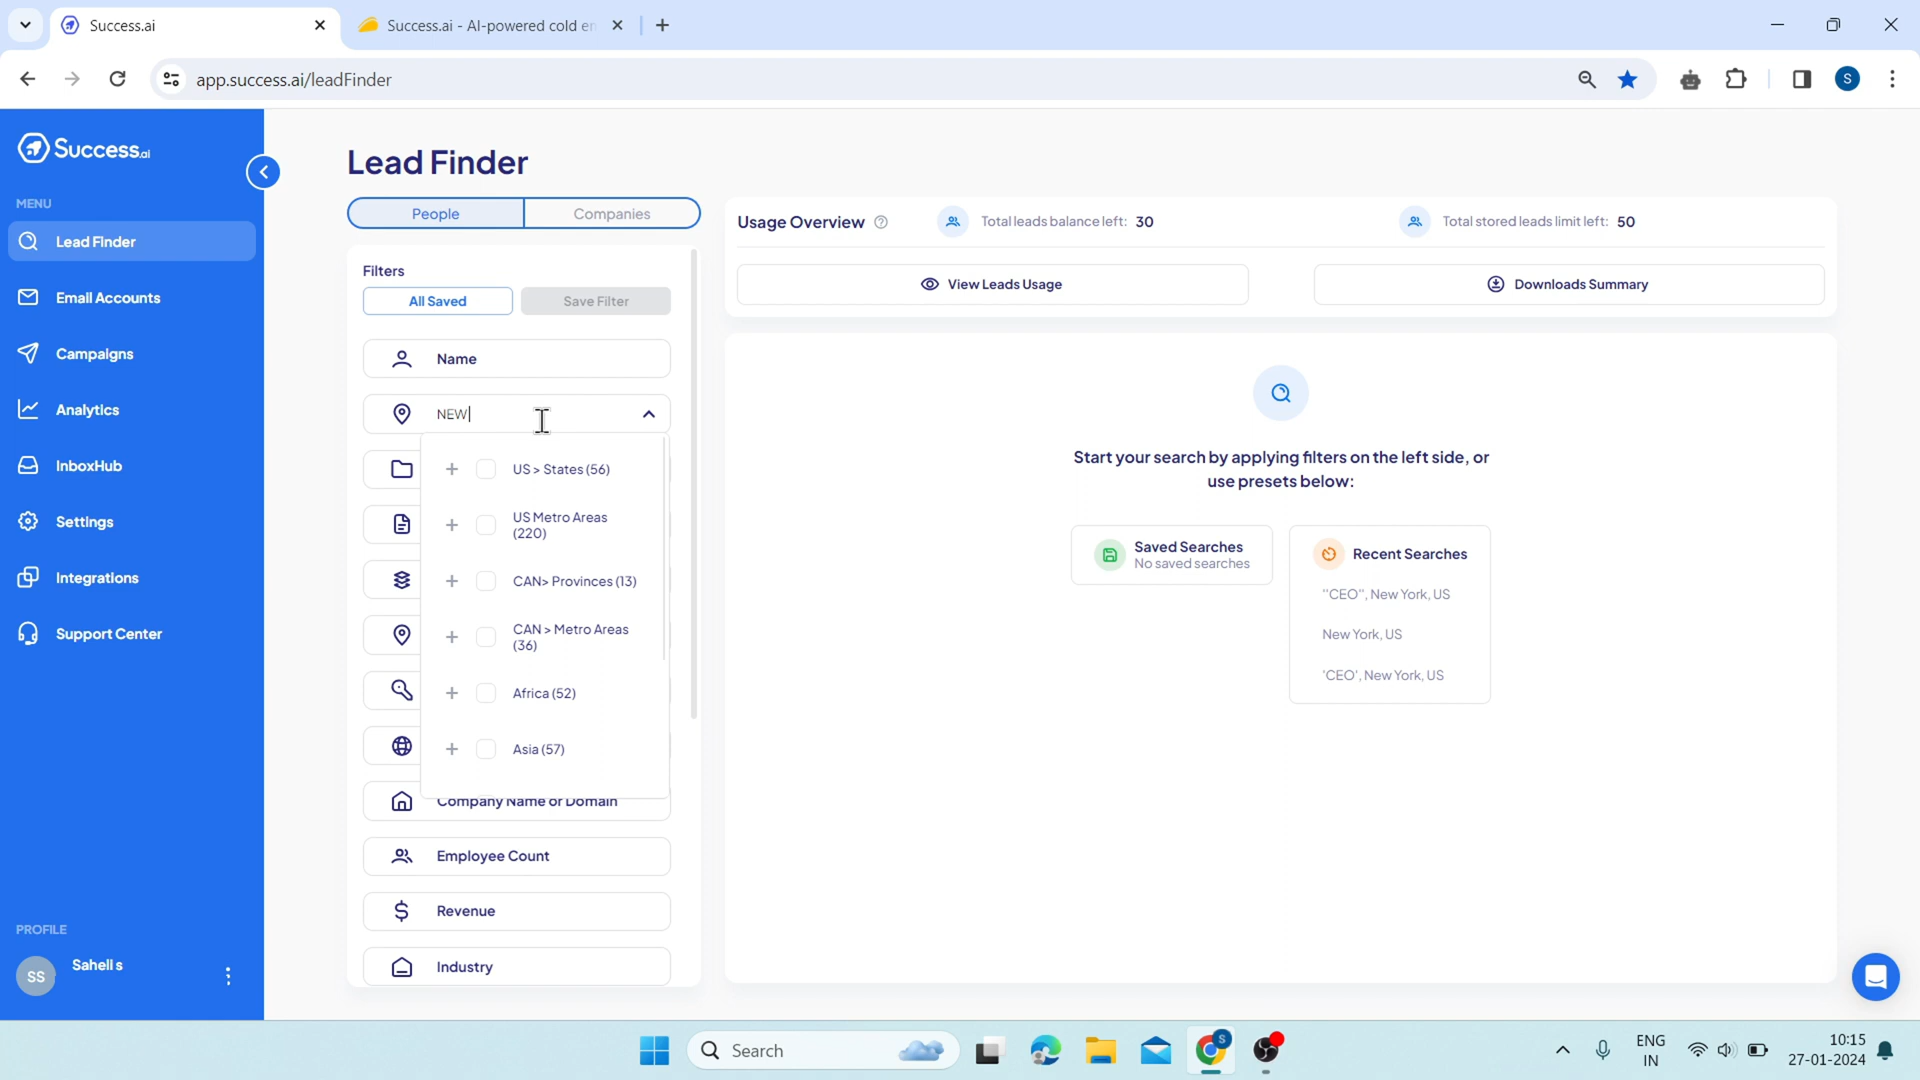 Success.ai
Success.ai - AI-powered cold en
app.success.ai/leadFinder
S
Success.ai
MENU
Lead Finder
Email Accounts
Campaigns
Analytics
InboxHub
Settings
Integrations
Support Center
PROFILE
SS
Sahell s
Lead Finder
People
Companies
Filters
All Saved
Save Filter
Name
NEW
US > States (56)
US Metro Areas
(220)
CAN> Provinces (13)
CAN > Metro Areas
(36)
Africa (52)
Asia (57)
Company Name or Domain
Employee Count
Revenue
Industry
Usage Overview
Total leads balance left: 30
Total stored leads limit left: 50
View Leads Usage
Downloads Summary
Start your search by applying filters on the left side, or
use presets below:
Saved Searches
No saved searches
Recent Searches
"CEO", New York, US
New York, US
'CEO', New York, US
Search
S
ENG
IN
10:15
27-01-2024